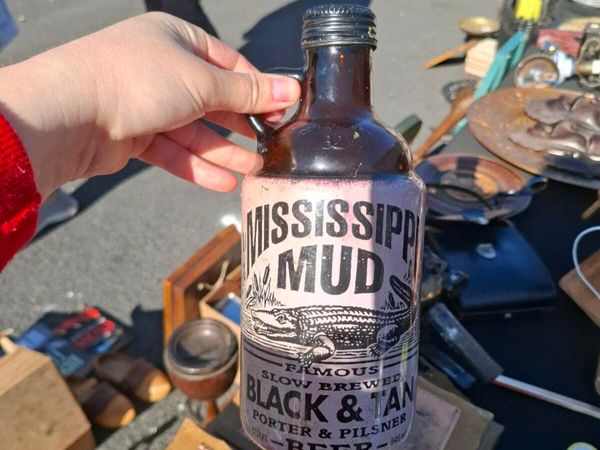 MISSISSIPPI
MUD
FAMOUS
SLOW BREWED
BLACK & TAN
PORTER & PILSNER
BEER